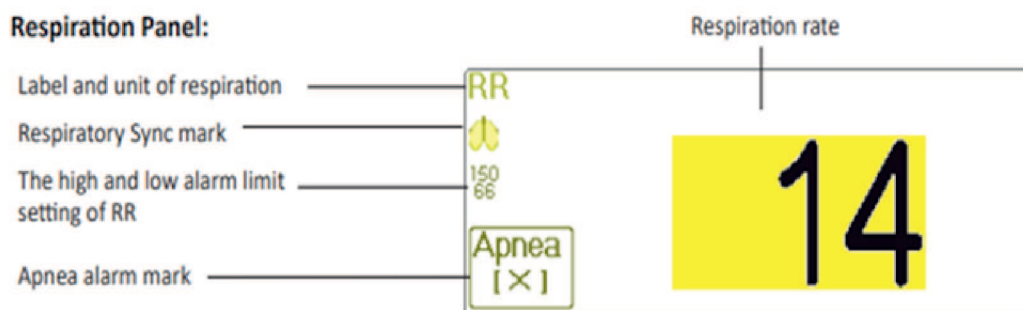 Respiration Panel:
Respiration rate
Label and unit of respiration
RR
Respiratory Sync mark
The high and low alarm limit
setting of RR
150
66
14
Apnea alarm mark
Apnea
[×]